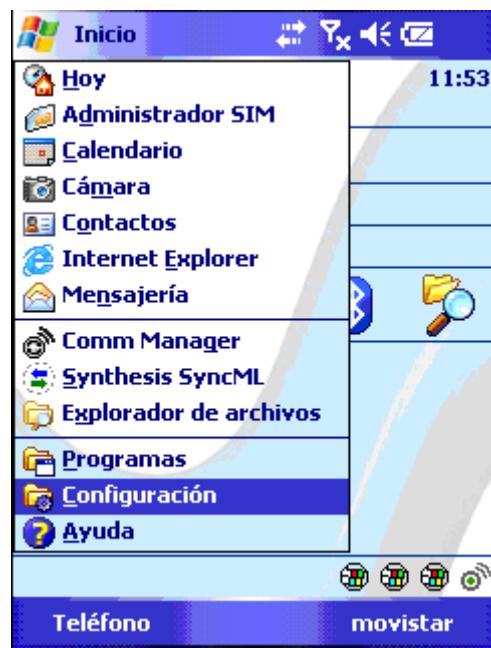 Inicio
Hoy
11:53
Administrador SIM
Calendario
Cámara
Contactos
Internet Explorer
Mensajería
Comm Manager
Synthesis SyncML
Explorador de archivos
Programas
Configuración
Ayuda
Teléfono
movistar